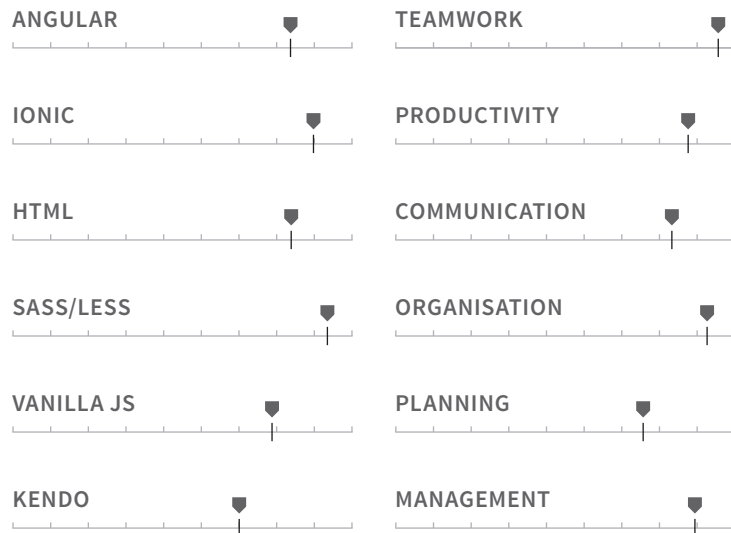 ANGULAR
IONIC
HTML
SASS/LESS
VANILLA JS
KENDO
TEAMWORK
PRODUCTIVITY
COMMUNICATION
ORGANISATION
PLANNING
MANAGEMENT